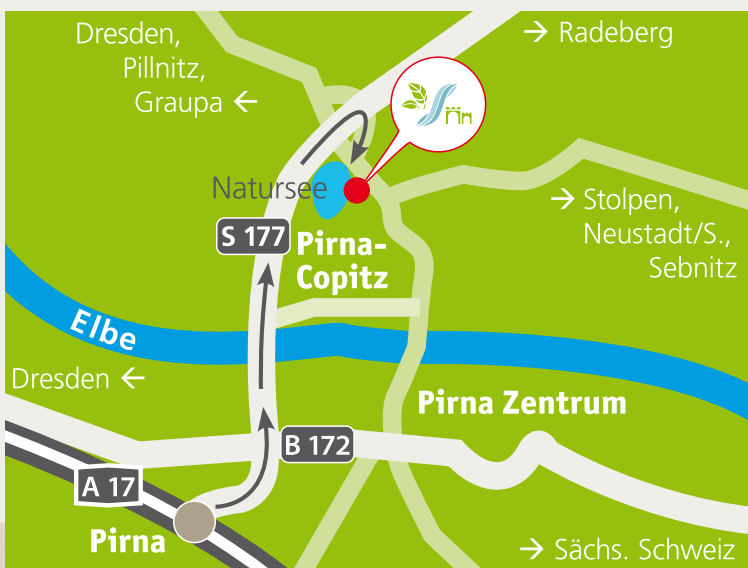 Dresden,
Pillnitz,
Graupa ←
→ Radeberg
Natursee
→ Stolpen,
Neustadt/S.,
Sebnitz
S 177
Pirna-
Copitz
Elbe
Dresden ←
Pirna Zentrum
B 172
A 17
Pirna
→ Sächs. Schweiz